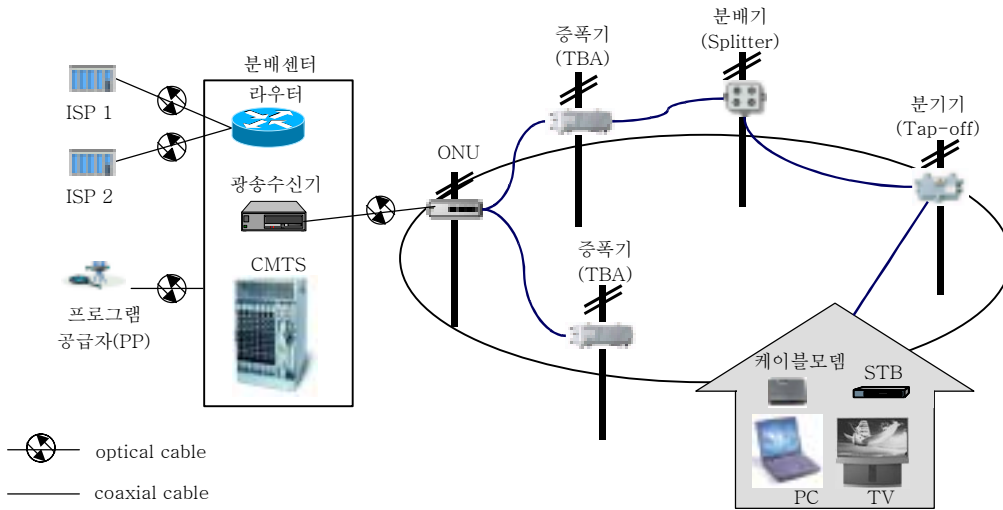 ISP 1
ISP 2
프로그램
공급자(PP)
분배센터
라우터
광송수신기
CMTS
ONU
증폭기
(TBA)
분배기
(Splitter)
분기기
(Tap-off)
증폭기
(TBA)
케이블모뎀
STB
PC
TV
optical cable
coaxial cable